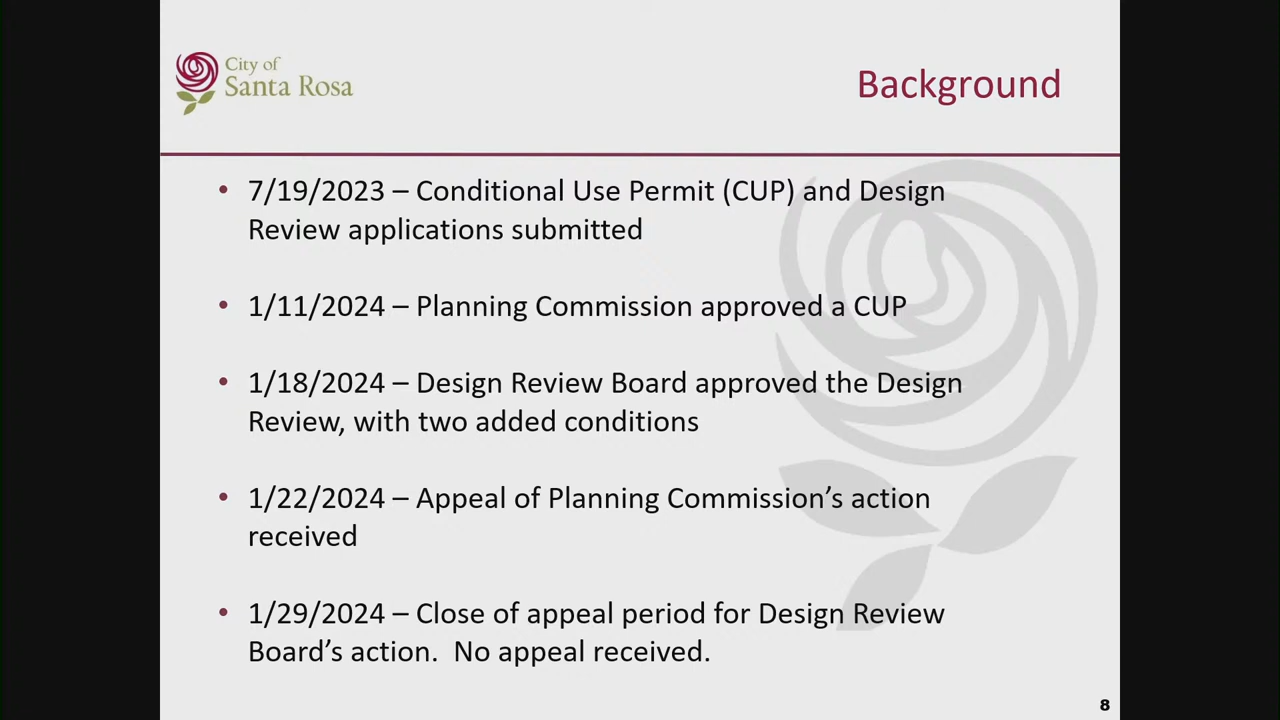 City of
Santa Rosa
Background
• 7/19/2023 – Conditional Use Permit (CUP) and Design
Review applications submitted
• 1/11/2024 – Planning Commission approved a CUP
• 1/18/2024 – Design Review Board approved the Design
Review, with two added conditions
• 1/22/2024 – Appeal of Planning Commission’s action
received
• 1/29/2024 – Close of appeal period for Design Review
Board’s action.  No appeal received.
8